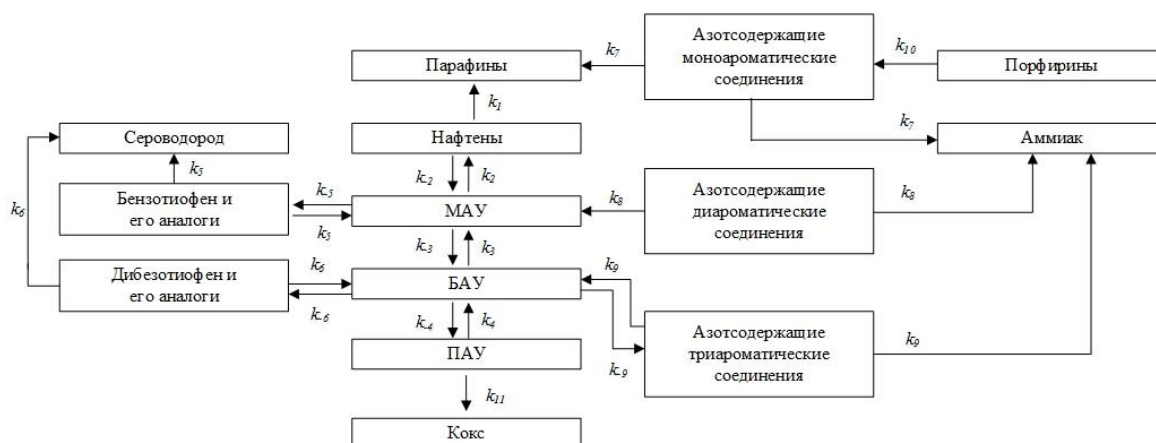 Азотсодержащие
моноароматические
соединения
k7
k10
Парафины
Порфирины
k1
k7
Сероводород
Нафтены
Аммиак
k5
k-2
k2
Бензотиофен и
его аналоги
k-5
k5
МАУ
k8
Азотсодержащие
диароматические
соединения
k8
k6
k-3
k3
Дибезотиофен и
его аналоги
k6
k-6
БАУ
k9
k-4
k4
Азотсодержащие
триароматические
соединения
k9
k-9
ПАУ
k11
Кокс